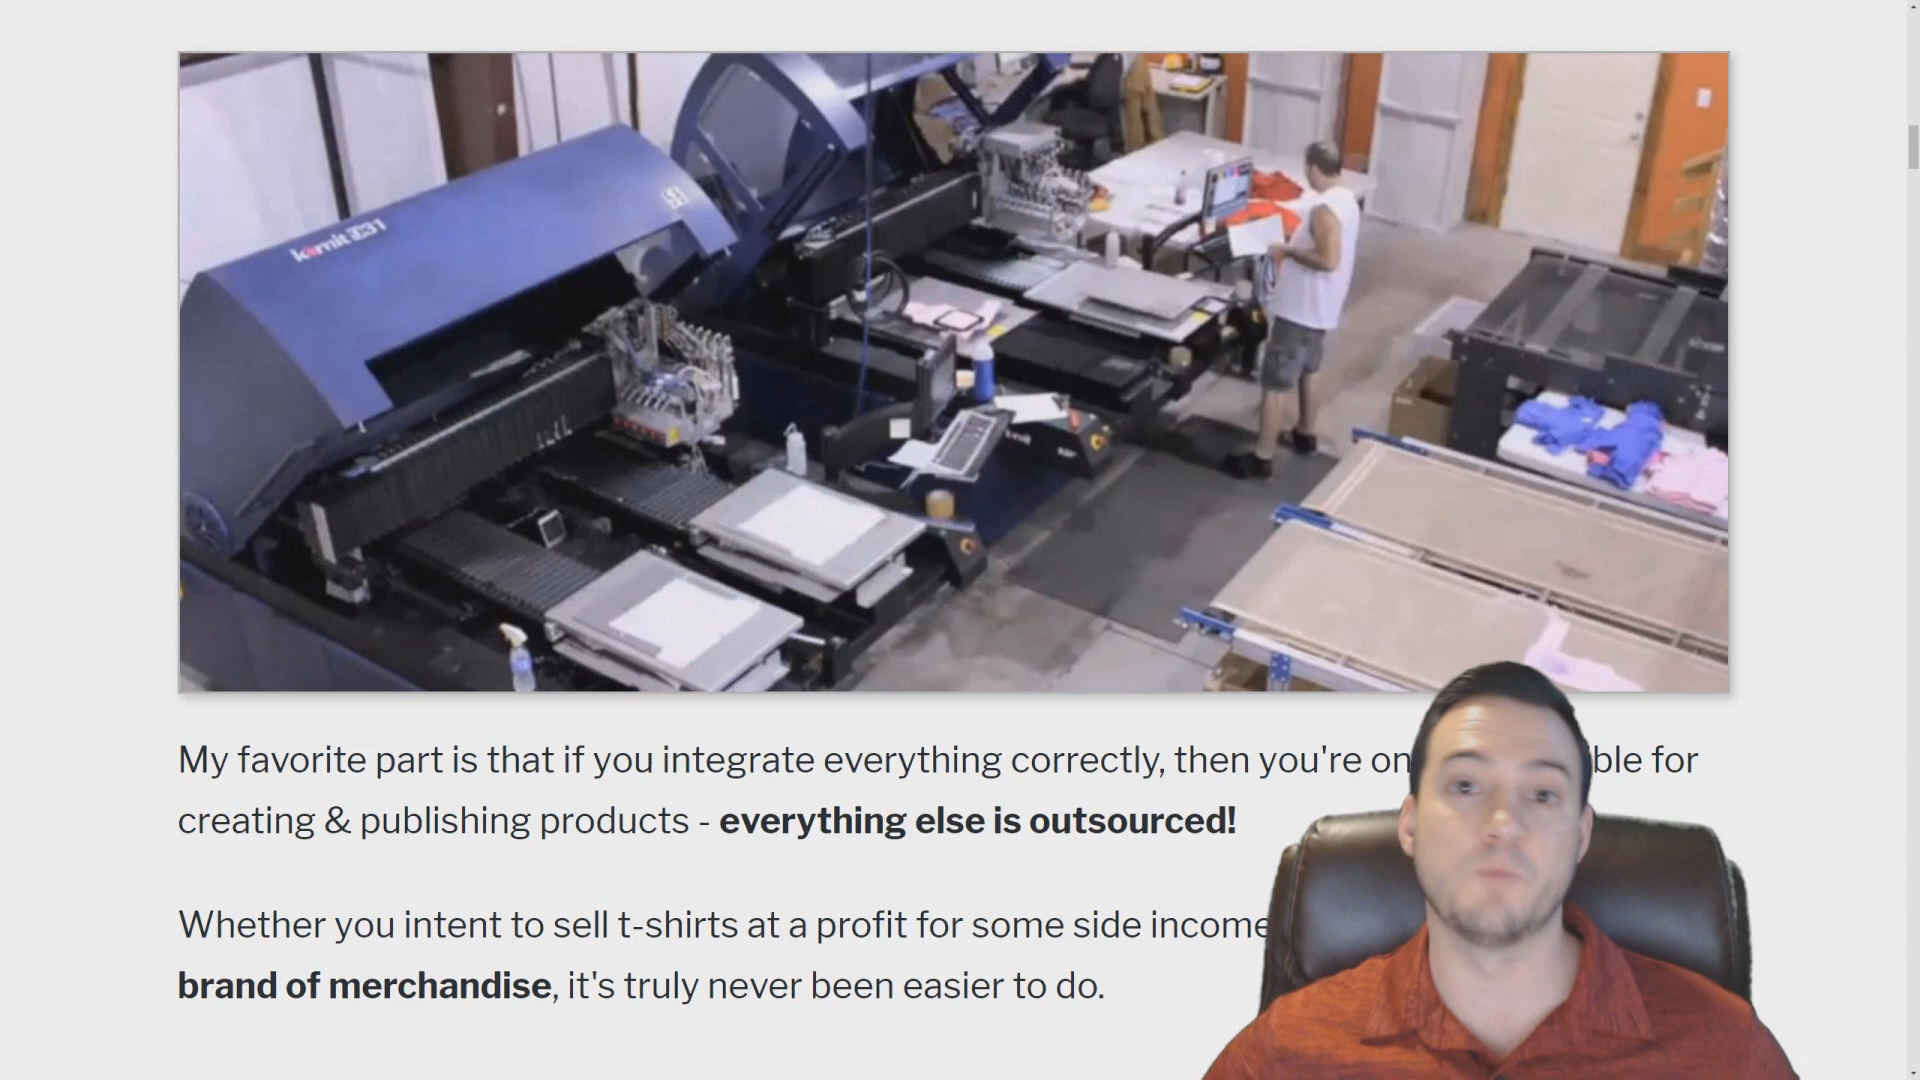 kornit 931
My favorite part is that if you integrate everything correctly, then you're on ble for
creating & publishing products - everything else is outsourced!
Whether you intent to sell t-shirts at a profit for some side income
brand of merchandise, it's truly never been easier to do.